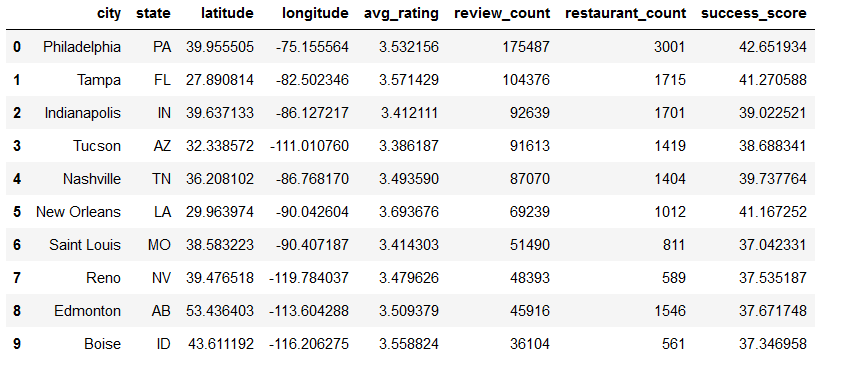 city state latitude longitude avg_rating review_count restaurant_count success_score
0 Philadelphia PA 39.955505 -75.155564 3.532156 175487 3001 42.651934
1 Tampa FL 27.890814 -82.502346 3.571429 104376 1715 41.270588
2 Indianapolis IN 39.637133 -86.127217 3.412111 92639 1701 39.022521
3 Tucson AZ 32.338572 -111.010760 3.386187 91613 1419 38.688341
4 Nashville TN 36.208102 -86.768170 3.493590 87070 1404 39.737764
5 New Orleans LA 29.963974 -90.042604 3.693676 69239 1012 41.167252
6 Saint Louis MO 38.583223 -90.407187 3.414303 51490 811 37.042331
7 Reno NV 39.476518 -119.784037 3.479626 48393 589 37.535187
8 Edmonton AB 53.436403 -113.604288 3.509379 45916 1546 37.671748
9 Boise ID 43.611192 -116.206275 3.558824 36104 561 37.346958